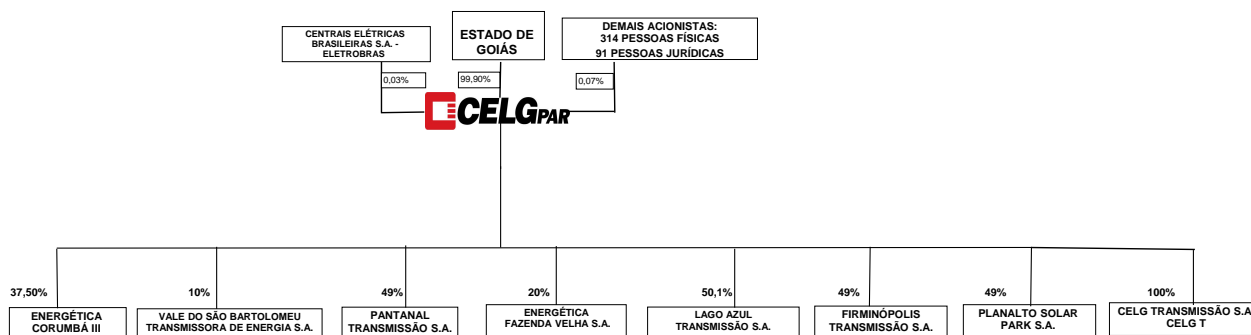 CENTRAIS ELÉTRICAS
BRASILEIRAS S.A. -
ELETROBRAS
ESTADO DE
GOIÁS
DEMAIS ACIONISTAS:
314 PESSOAS FÍSICAS
91 PESSOAS JURÍDICAS
0,03%
99,90%
0,07%
CELGPAR
37,50%
ENERGÉTICA
CORUMBÁ III
10%
VALE DO SÃO BARTOLOMEU
TRANSMISSORA DE ENERGIA S.A.
49%
PANTANAL
TRANSMISSÃO S.A.
20%
ENERGÉTICA
FAZENDA VELHA S.A.
50,1%
LAGO AZUL
TRANSMISSÃO S.A.
49%
FIRMINÓPOLIS
TRANSMISSÃO S.A.
49%
PLANALTO SOLAR
PARK S.A.
100%
CELG TRANSMISSÃO S.A
CELG T